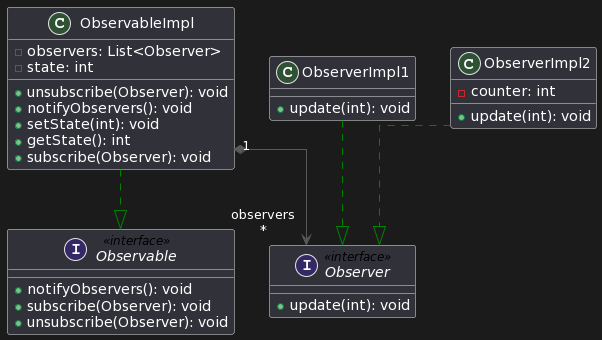 C ObservableImpl
observers: List<Observer>
state: int
unsubscribe(Observer): void
notifyObservers(): void
setState(int): void
getState(): int
subscribe(Observer): void
C ObserverImpl1
update(int): void
C ObserverImpl2
counter: int
update(int): void
1
observers
*
I «interface»
Observable
notifyObservers(): void
subscribe(Observer): void
unsubscribe(Observer): void
I «interface»
Observer
update(int): void